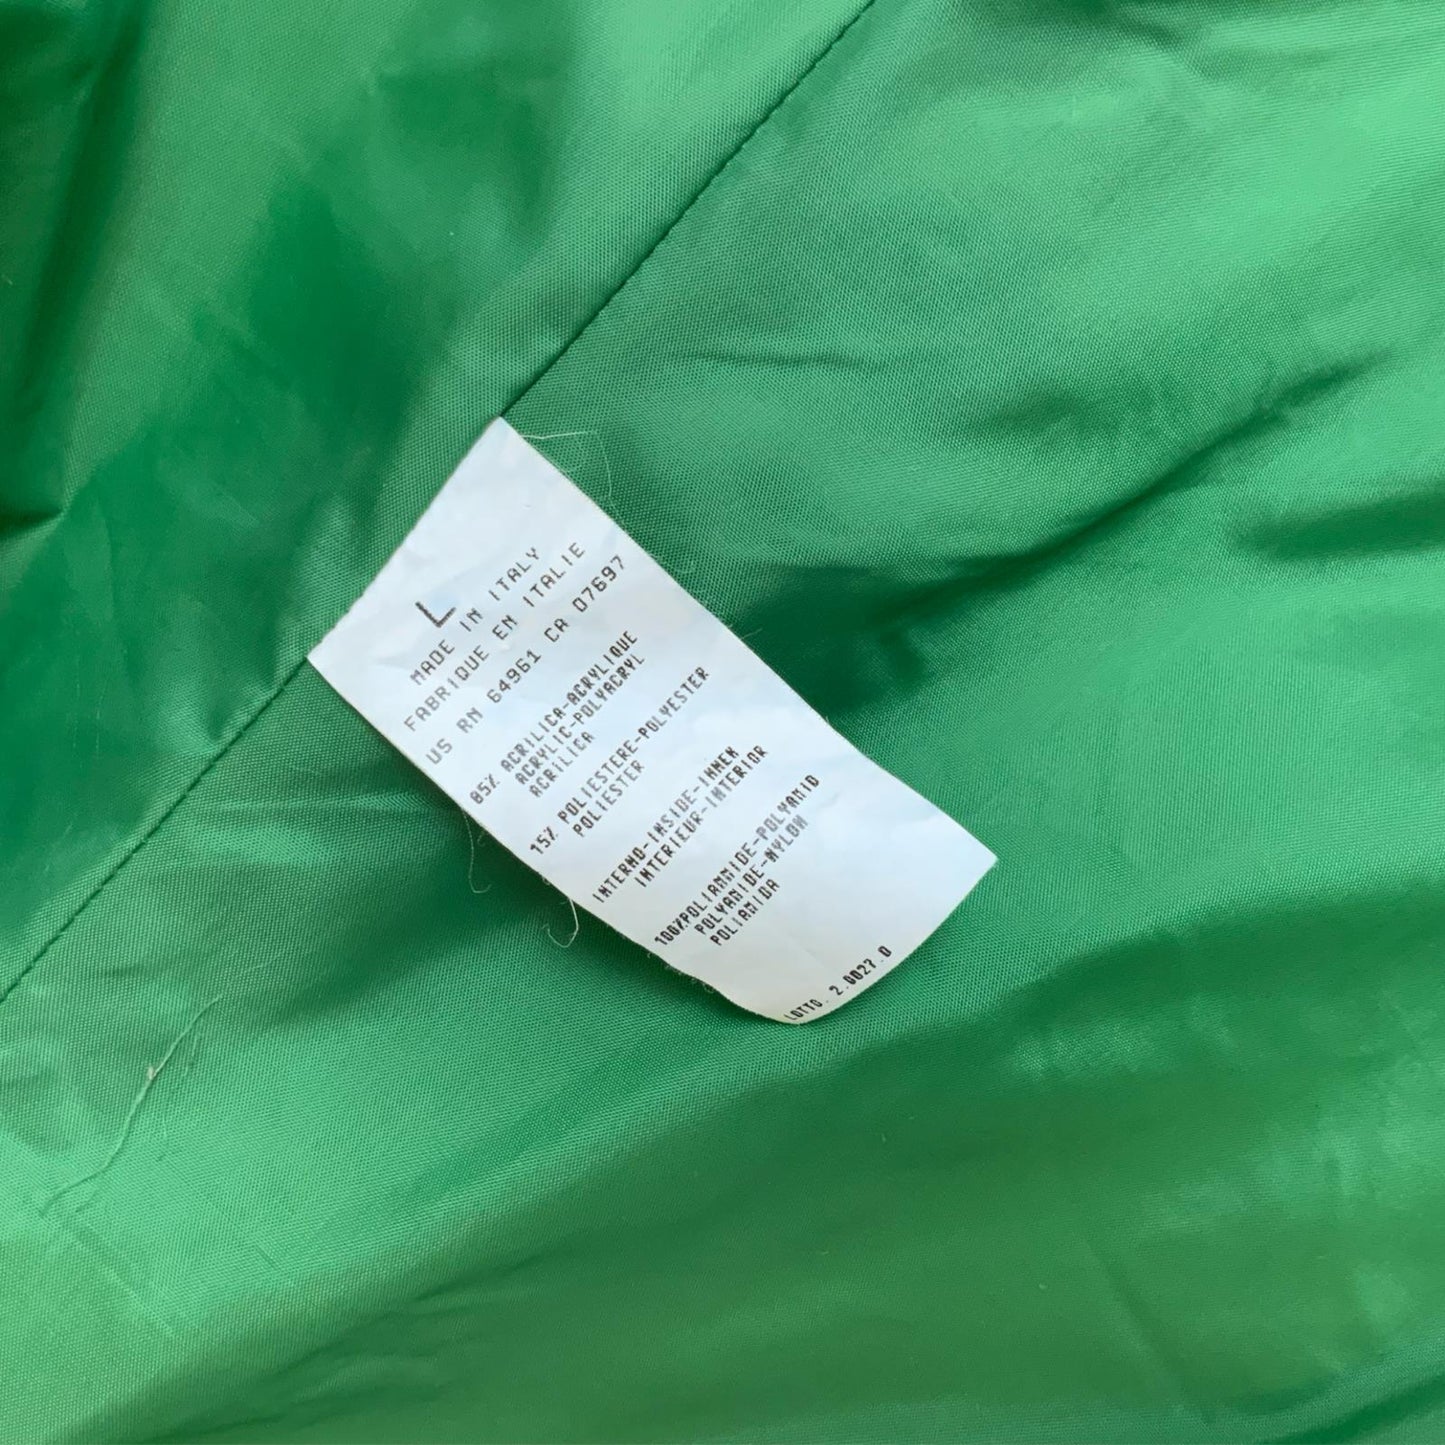 L
MADE IN ITALY
FABRIQUE EN ITALIE
US RN 64961 CA 07697
85% ACRILICA-ACRYLIQUE
ACRYLIC-POLYACRYL
ACRILICA
15% POLIESTERE-POLYESTER
POLIESTER
INTERNO-INSIDE-INNEN
INTERIEUR-INTERIOR
100%POLIAMMIDE-POLYAMID
POLYAMIDE-NYLON
POLIAMIDA
LOTTO. 2.0027.0